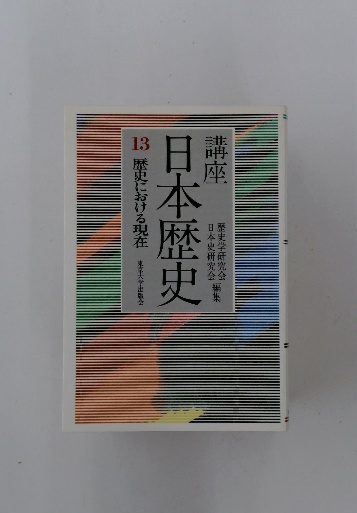 講座
日本歴史
歴史学研究会
日本史研究会
編集
13
歴史における現在
東京大学出版会